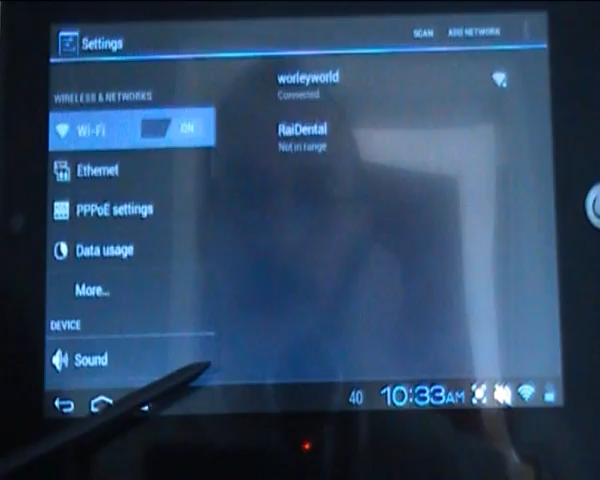 Settings
SCAN
ADD NETWORK
WIRELESS & NETWORKS
Wi-Fi
ON
Ethernet
PPPoE settings
Data usage
More...
DEVICE
Sound
worleyworld
Connected
RaiDental
Not in range
40
10:33AM